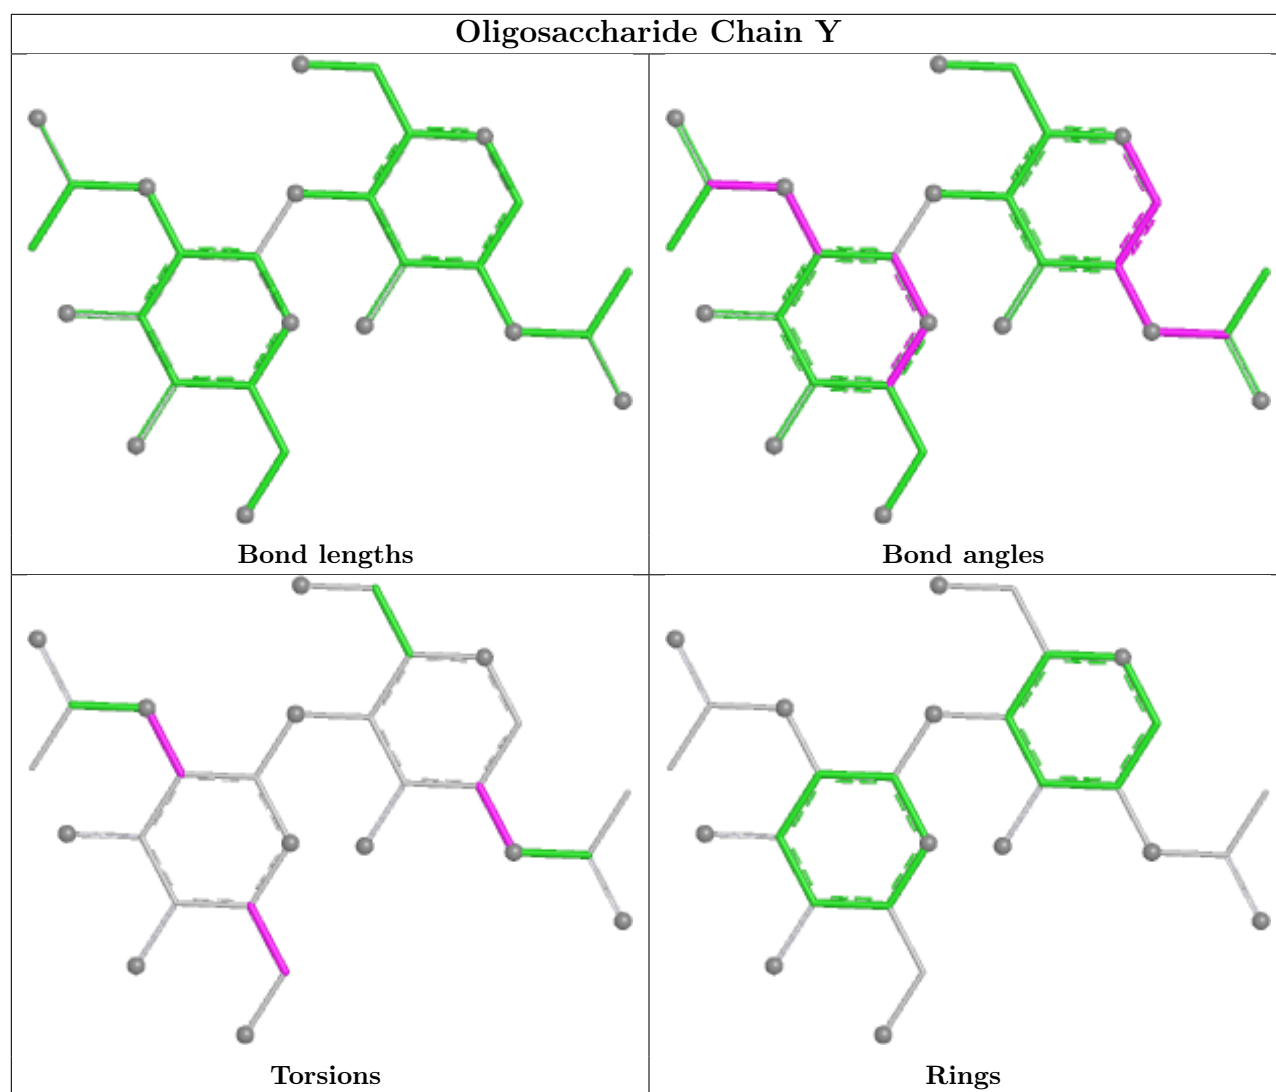 Oligosaccharide Chain Y
Bond lengths
Bond angles
Torsions
Rings